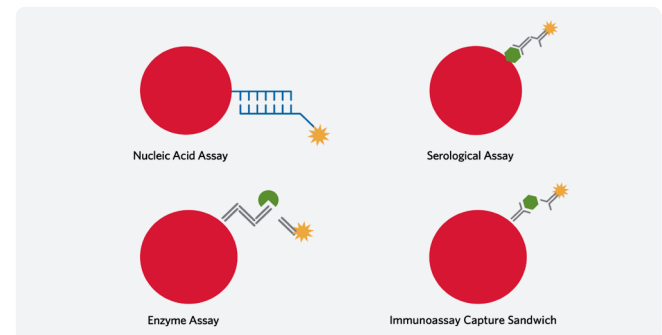 Nucleic Acid Assay
Serological Assay
Enzyme Assay
Immunoassay Capture Sandwich